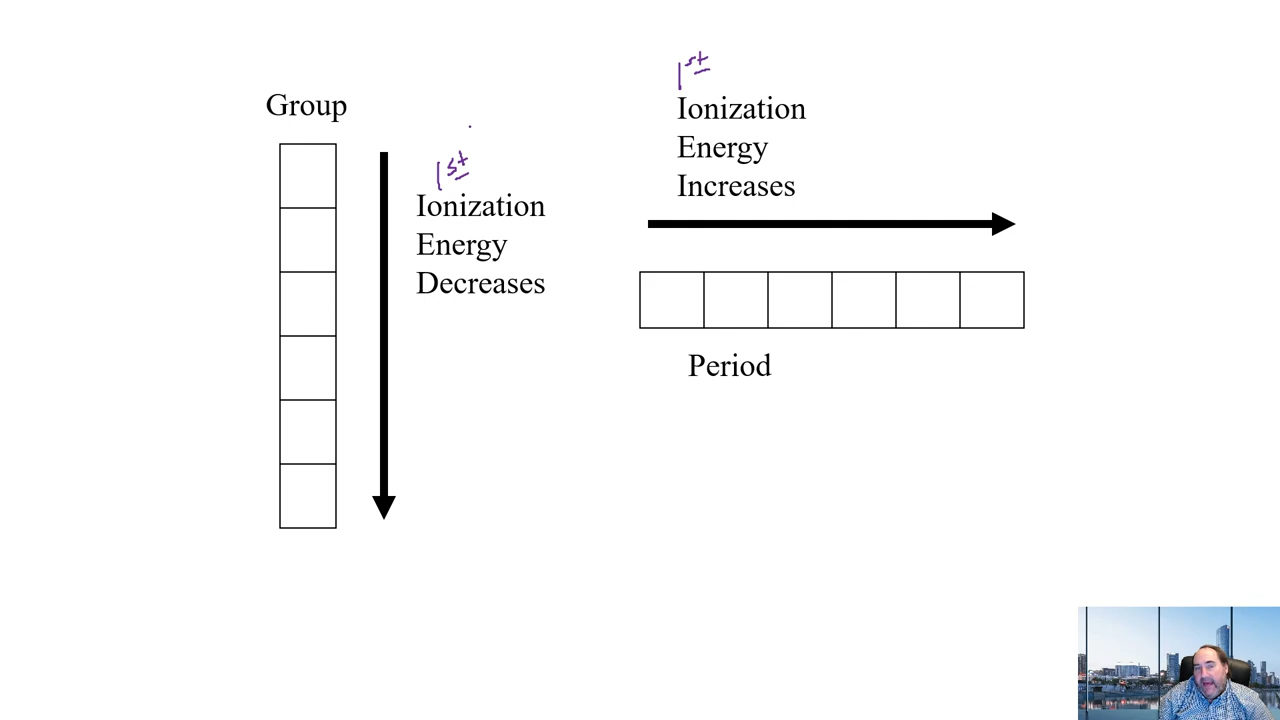 Group
1st
Ionization
Energy
Decreases
1st
Ionization
Energy
Increases
Period